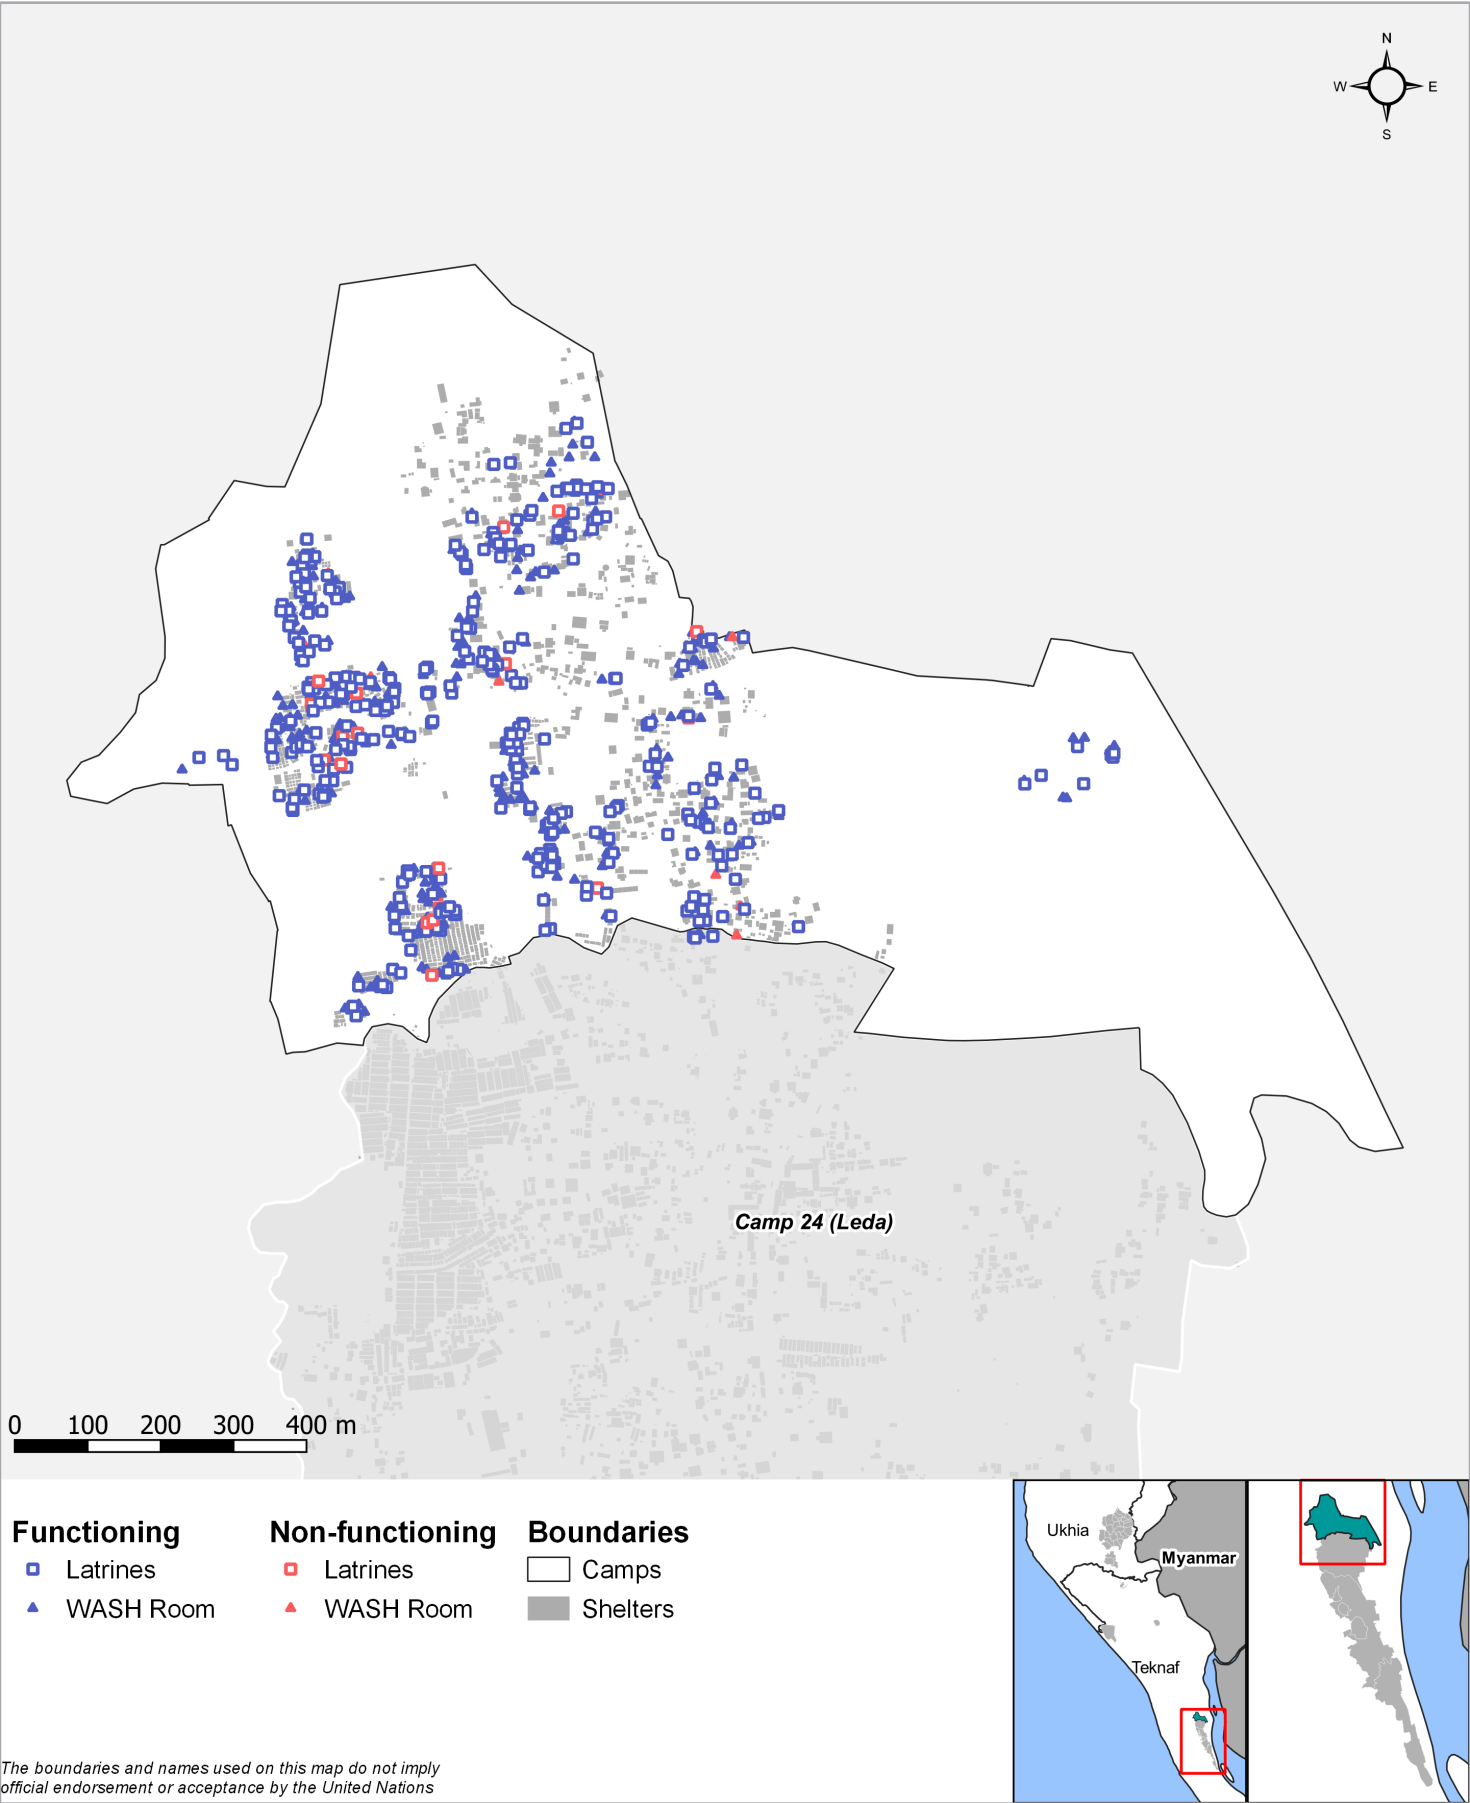 N
W E
S
Camp 24 (Leda)
0 100 200 300 400 m
Functioning
Latrines
WASH Room
Non-functioning
Latrines
WASH Room
Boundaries
Camps
Shelters
Ukhia
Myanmar
Teknaf
The boundaries and names used on this map do not imply
official endorsement or acceptance by the United Nations